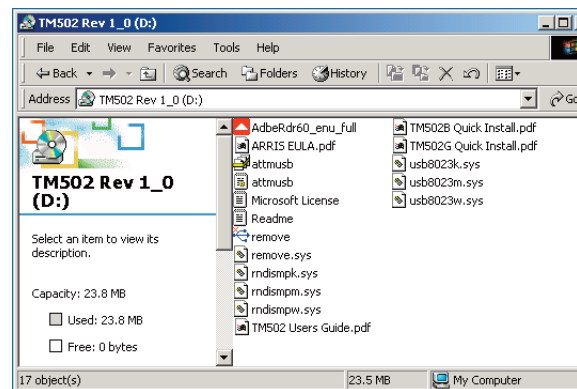 TM502 Rev 1_0 (D:)
File Edit View Favorites Tools Help
Back Search Folders History
Address TM502 Rev 1_0 (D:) Go
TM502 Rev 1_0
(D:)
Select an item to view its
description.
Capacity: 23.8 MB
Used: 23.8 MB
Free: 0 bytes
AdbeRdr60_enu_full
ARRIS EULA.pdf
attmusb
attmusb
Microsoft License
Readme
remove
remove.sys
rndismpk.sys
rndismpm.sys
rndismpw.sys
TM502 Users Guide.pdf
TM502B Quick Install.pdf
TM502G Quick Install.pdf
usb8023k.sys
usb8023m.sys
usb8023w.sys
17 object(s) 23.5 MB My Computer